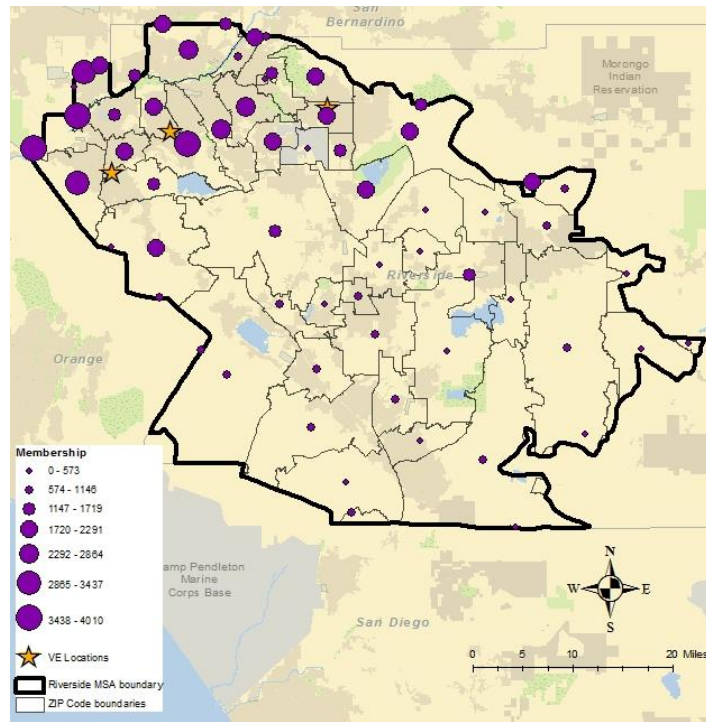 San
Bernardino
Morongo
Indian
Reservation
Riverside
Orange
Membership
0 - 573
574 - 1146
1147 - 1719
1720 - 2291
2292 - 2864
2865 - 3437
3438 - 4010
VE Locations
Riverside MSA boundary
ZIP Code boundaries
amp Pendleton
Marine
Corps Base
San Diego
N
W E
S
0 5 10 20 Miles